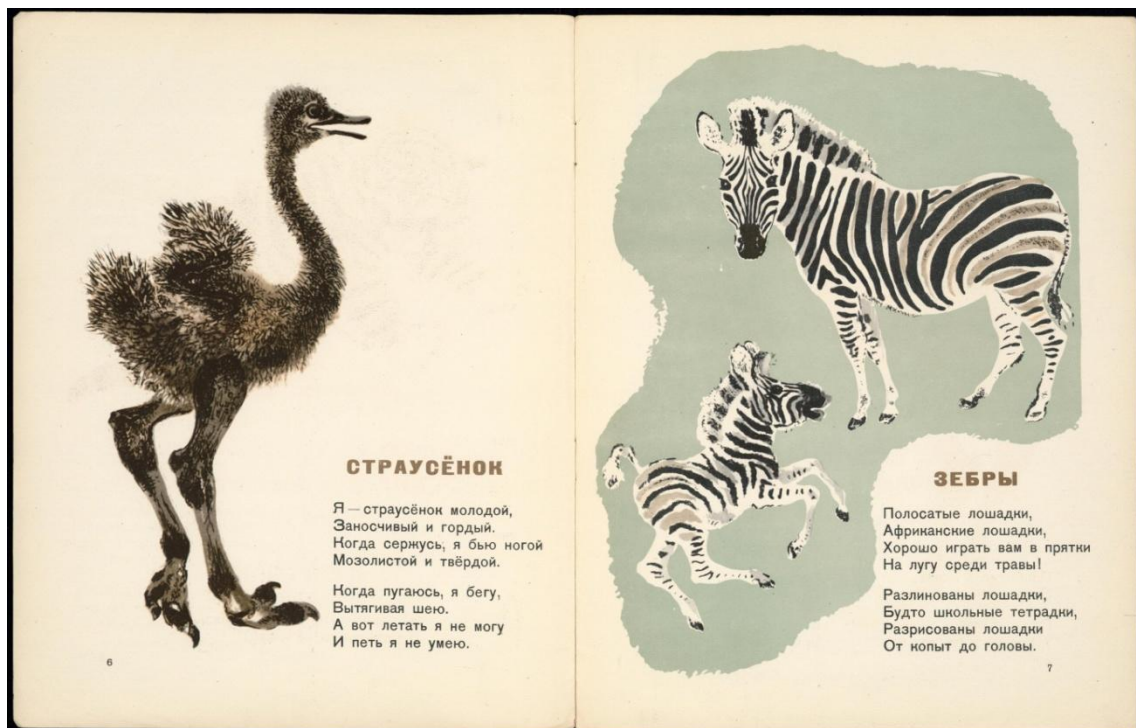 СТРАУСЁНОК
Я — страусёнок молодой,
Заносчивый и гордый.
Когда сержусь, я бью ногой
Мозолистой и твёрдой.
Когда пугаюсь, я бегу,
Вытягивая шею.
А вот летать я не могу
И петь я не умею.
6
ЗЕБРЫ
Полосатые лошадки,
Африканские лошадки,
Хорошо играть вам в прятки
На лугу среди травы!
Разлинованы лошадки,
Будто школьные тетрадки,
Разрисованы лошадки
От копыт до головы.
7